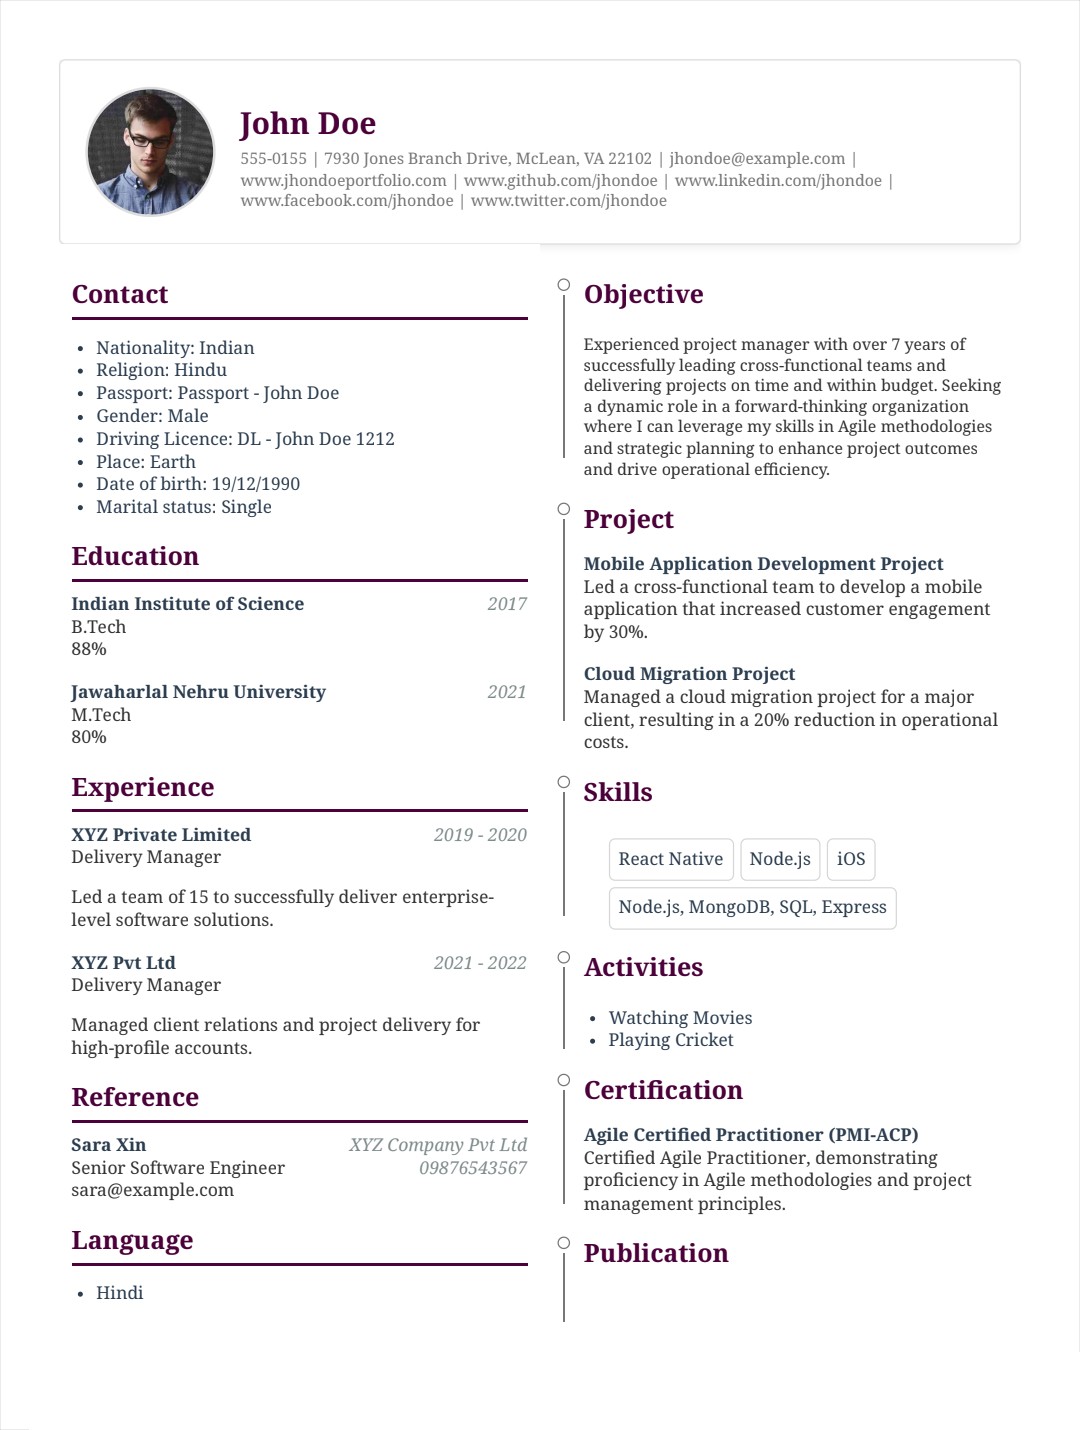 John Doe
555-0155 | 7930 Jones Branch Drive, McLean, VA 22102 | jhondoe@example.com |
www.jhondoeportfolio.com | www.github.com/jhondoe | www.linkedin.com/jhondoe |
www.facebook.com/jhondoe | www.twitter.com/jhondoe
Contact
• Nationality: Indian
• Religion: Hindu
• Passport: Passport - John Doe
• Gender: Male
• Driving Licence: DL - John Doe 1212
• Place: Earth
• Date of birth: 19/12/1990
• Marital status: Single
Education
Indian Institute of Science 2017
B.Tech
88%
Jawaharlal Nehru University 2021
M.Tech
80%
Experience
XYZ Private Limited 2019 - 2020
Delivery Manager
Led a team of 15 to successfully deliver enterprise-
level software solutions.
XYZ Pvt Ltd 2021 - 2022
Delivery Manager
Managed client relations and project delivery for
high-profile accounts.
Reference
Sara Xin XYZ Company Pvt Ltd
Senior Software Engineer 09876543567
sara@example.com
Language
• Hindi
Objective
Experienced project manager with over 7 years of
successfully leading cross-functional teams and
delivering projects on time and within budget. Seeking
a dynamic role in a forward-thinking organization
where I can leverage my skills in Agile methodologies
and strategic planning to enhance project outcomes
and drive operational efficiency.
Project
Mobile Application Development Project
Led a cross-functional team to develop a mobile
application that increased customer engagement
by 30%.
Cloud Migration Project
Managed a cloud migration project for a major
client, resulting in a 20% reduction in operational
costs.
Skills
React Native Node.js iOS
Node.js, MongoDB, SQL, Express
Activities
• Watching Movies
• Playing Cricket
Certification
Agile Certified Practitioner (PMI-ACP)
Certified Agile Practitioner, demonstrating
proficiency in Agile methodologies and project
management principles.
Publication